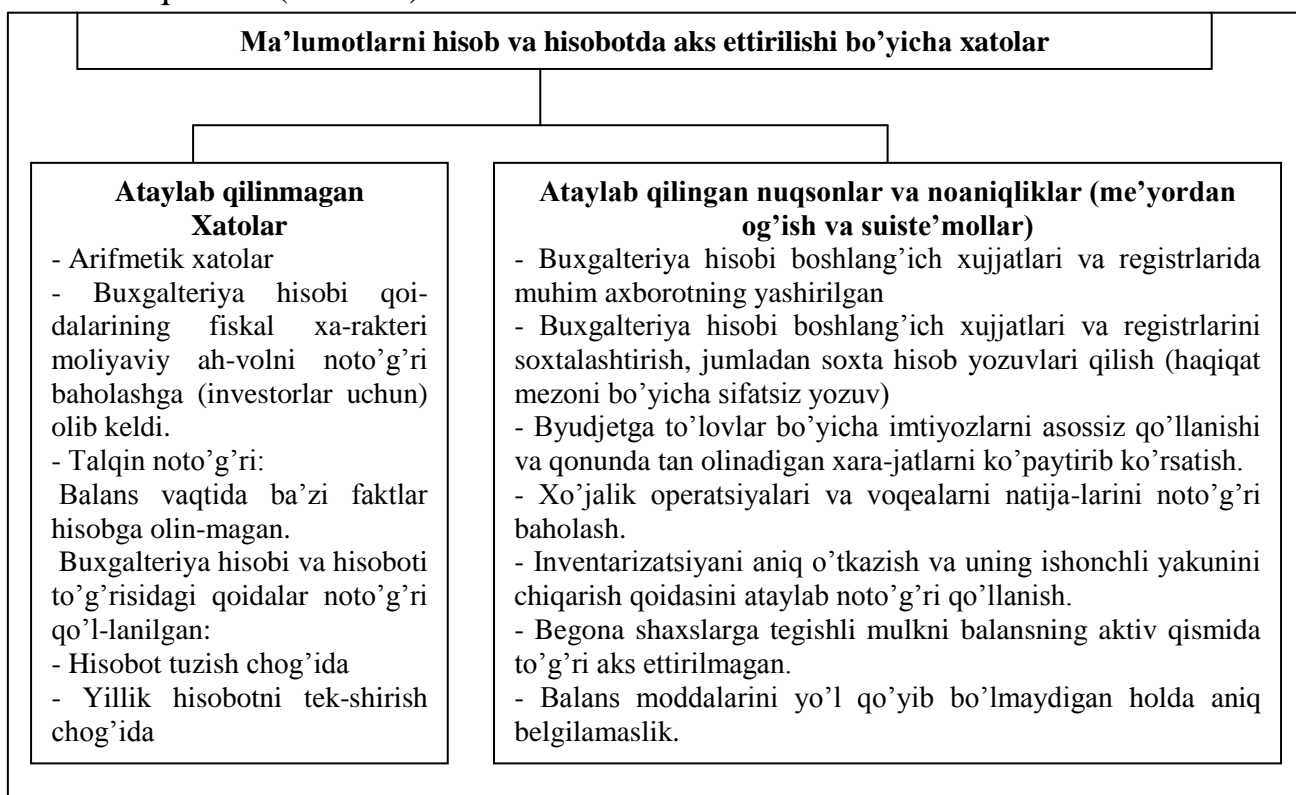 Ma’lumotlarni hisob va hisobotda aks ettirilishi bo’yicha xatolar
Ataylab qilinmagan
Xatolar
- Arifmetik xatolar
- Buxgalteriya hisobi qoi-
dalarining fiskal xa-rakteri
moliyaviy ah-volni noto’g’ri
baholashga (investorlar uchun)
olib keldi.
- Talqin noto’g’ri:
Balans vaqtida ba’zi faktlar
hisobga olin-magan.
Buxgalteriya hisobi va hisoboti
to’g’risidagi qoidalar noto’g’ri
qo’l-lanilgan:
- Hisobot tuzish chog’ida
- Yillik hisobotni tek-shirish
chog’ida
Ataylab qilingan nuqsonlar va noaniqliklar (me’yordan
og’ish va suiste’mollar)
- Buxgalteriya hisobi boshlang’ich xujjatlari va registrlarida
muhim axborotning yashirilgan
- Buxgalteriya hisobi boshlang’ich xujjatlari va registrlarini
soxtalashtirish, jumladan soxta hisob yozuvlari qilish (haqiqat
mezoni bo’yicha sifatsiz yozuv)
- Byudjetga to’lovlar bo’yicha imtiyozlarni asossiz qo’llanishi
va qonunda tan olinadigan xara-jatlarni ko’paytirib ko’rsatish.
- Xo’jalik operatsiyalari va voqealarni natija-larini noto’g’ri
baholash.
- Inventarizatsiyani aniq o’tkazish va uning ishonchli yakunini
chiqarish qoidasini ataylab noto’g’ri qo’llanish.
- Begona shaxslarga tegishli mulkni balansning aktiv qismida
to’g’ri aks ettirilmagan.
- Balans moddalarini yo’l qo’yib bo’lmaydigan holda aniq
belgilamaslik.